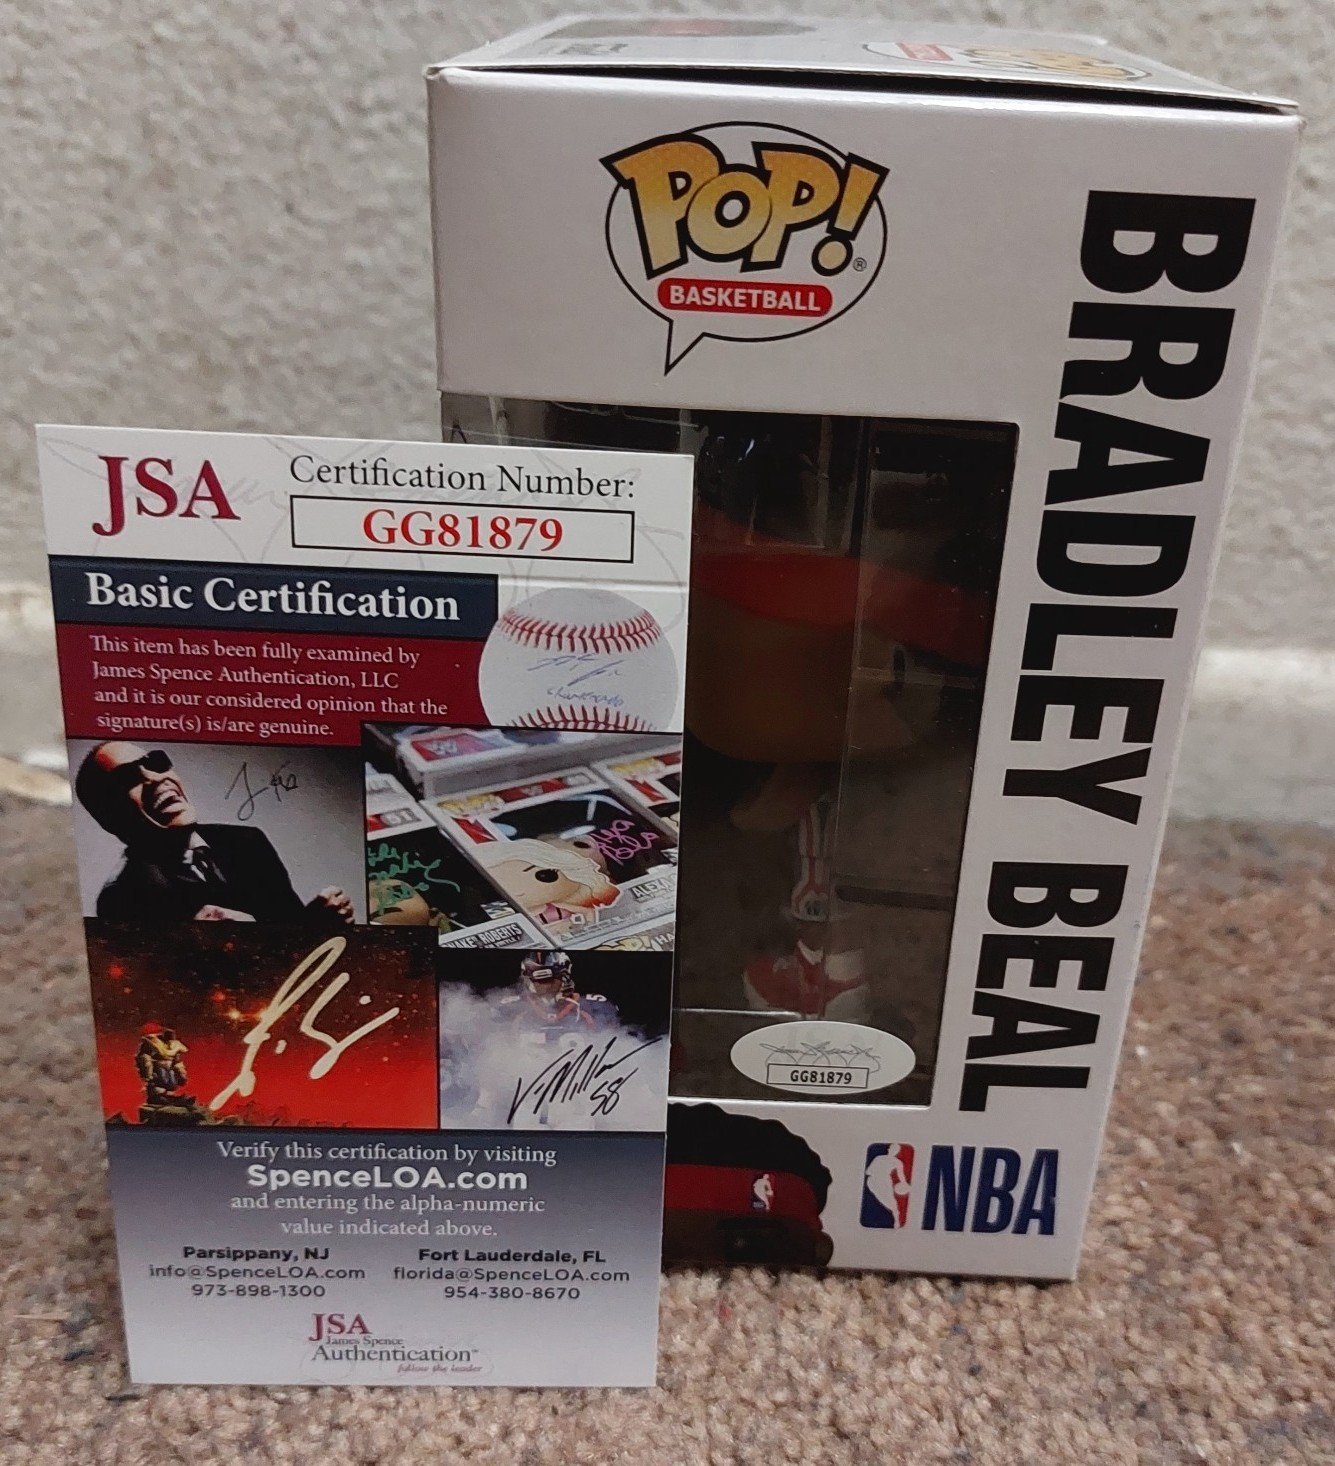 POP!®
BASKETBALL
BRADLEY BEAL
NBA
GG81879
JSA
Certification Number:
GG81879
Basic Certification
This item has been fully examined by
James Spence Authentication, LLC
and it is our considered opinion that the
signature(s) is/are genuine.
Verify this certification by visiting
SpenceLOA.com
and entering the alpha-numeric
value indicated above.
Parsippany, NJ
info@SpenceLOA.com
973-898-1300
Fort Lauderdale, FL
florida@SpenceLOA.com
954-380-8670
JSA
James Spence
Authentication
follow the leader